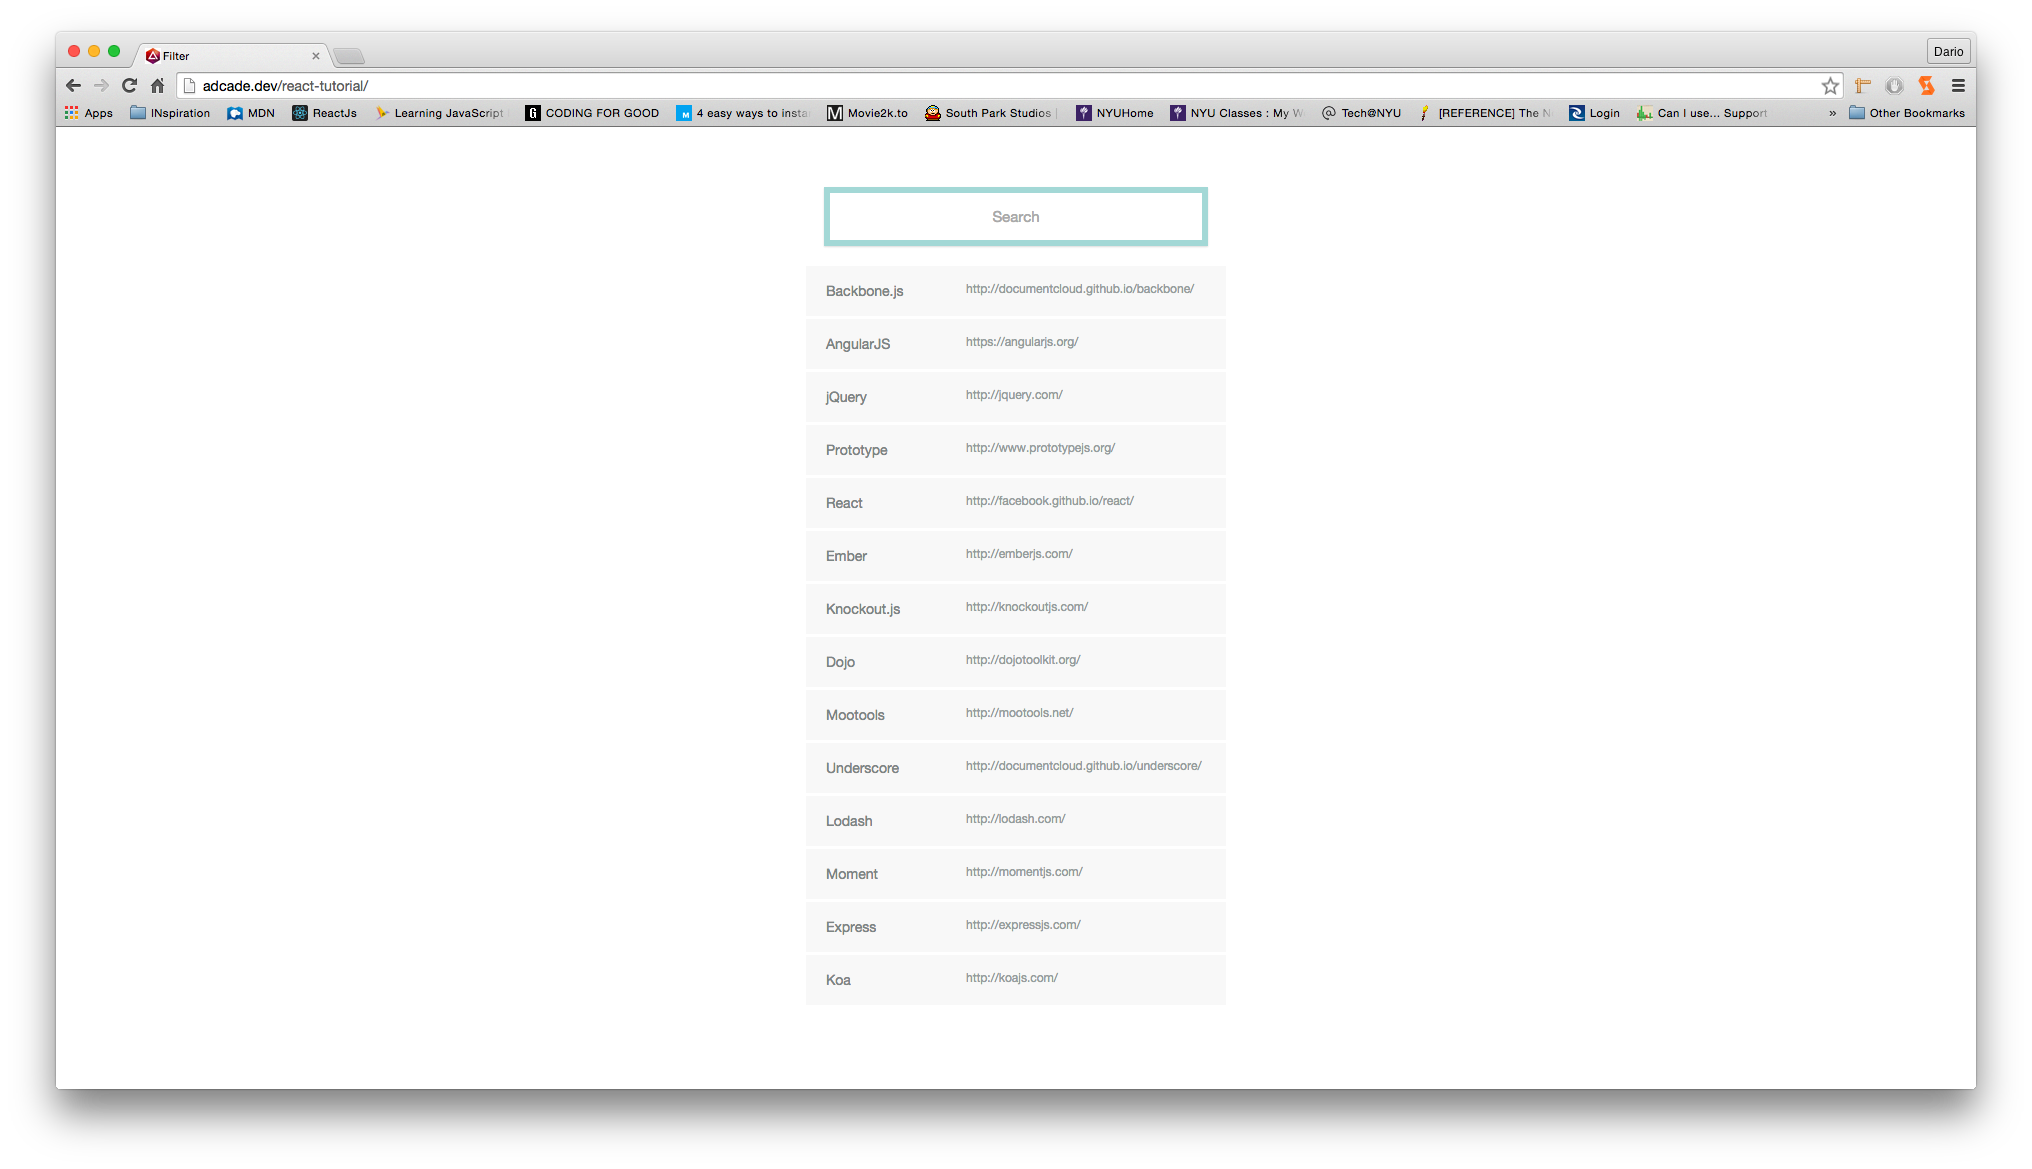 Filter
Dario
adcade.dev/react-tutorial/
Apps INspiration MDN ReactJs Learning JavaScript CODING FOR GOOD 4 easy ways to insta Movie2k.to South Park Studios NYUHome NYU Classes : My W Tech@NYU [REFERENCE] The N Login Can I use... Support » Other Bookmarks
Search
Backbone.js http://documentcloud.github.io/backbone/
AngularJS https://angularjs.org/
jQuery http://jquery.com/
Prototype http://www.prototypejs.org/
React http://facebook.github.io/react/
Ember http://emberjs.com/
Knockout.js http://knockoutjs.com/
Dojo http://dojotoolkit.org/
Mootools http://mootools.net/
Underscore http://documentcloud.github.io/underscore/
Lodash http://lodash.com/
Moment http://momentjs.com/
Express http://expressjs.com/
Koa http://koajs.com/